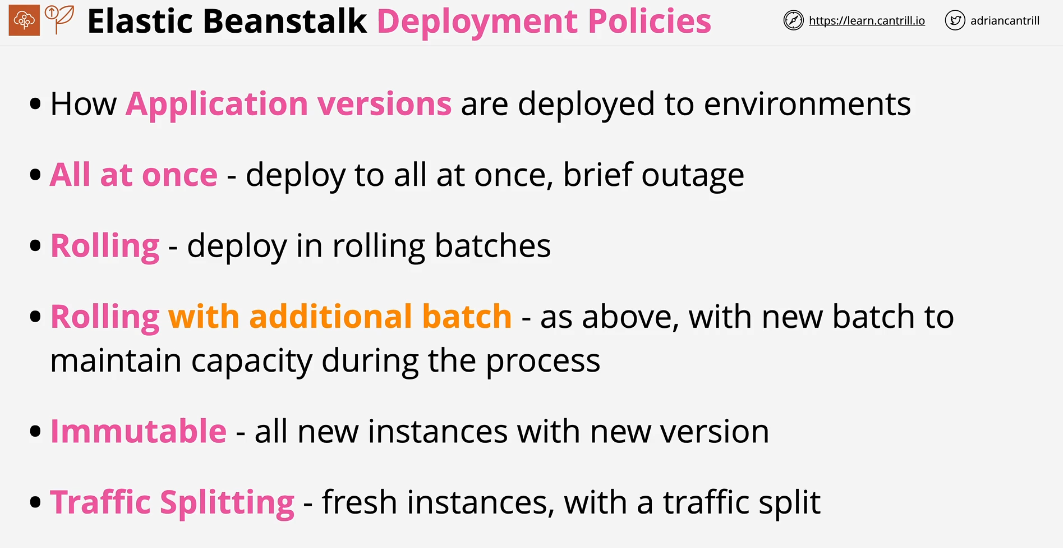 Elastic Beanstalk Deployment Policies
https://learn.cantrill.io
adriancantrill
• How Application versions are deployed to environments
• All at once - deploy to all at once, brief outage
• Rolling - deploy in rolling batches
• Rolling with additional batch - as above, with new batch to
maintain capacity during the process
• Immutable - all new instances with new version
• Traffic Splitting - fresh instances, with a traffic split